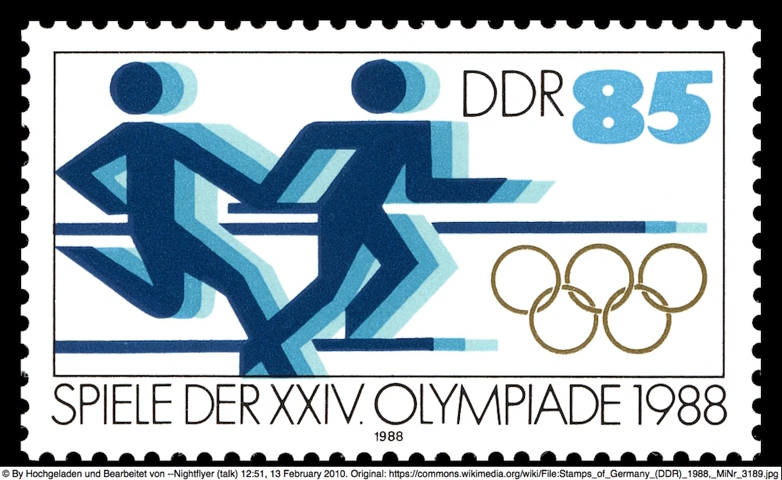 DDR 85
SPIELE DER XXIV. OLYMPIADE 1988
1988
© By Hochgeladen und Bearbeitet von --Nightflyer (talk) 12:51, 13 February 2010. Original: https://commons.wikimedia.org/wiki/File:Stamps_of_Germany_(DDR)_1988,_MiNr_3189.jpg